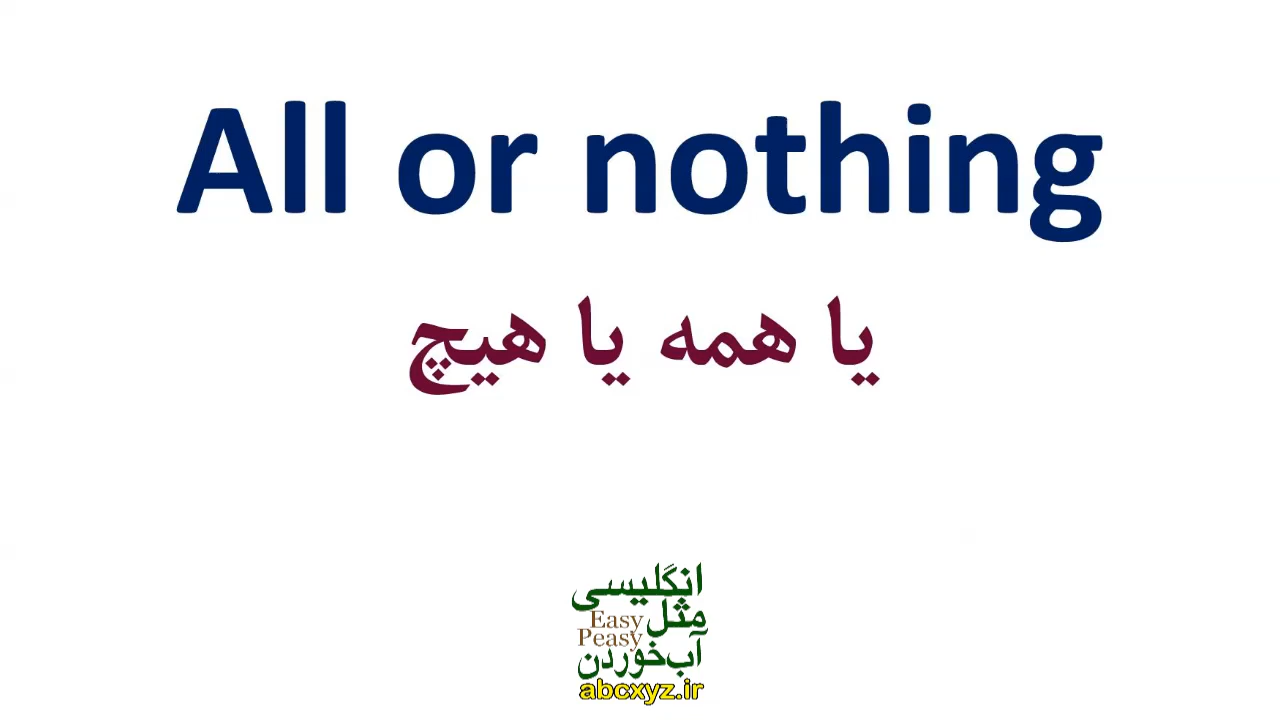 All or nothing
یا همه یا هیچ
انگلیسی
مثل Easy
Peasy
آب‌خوردن
abcxyz.ir